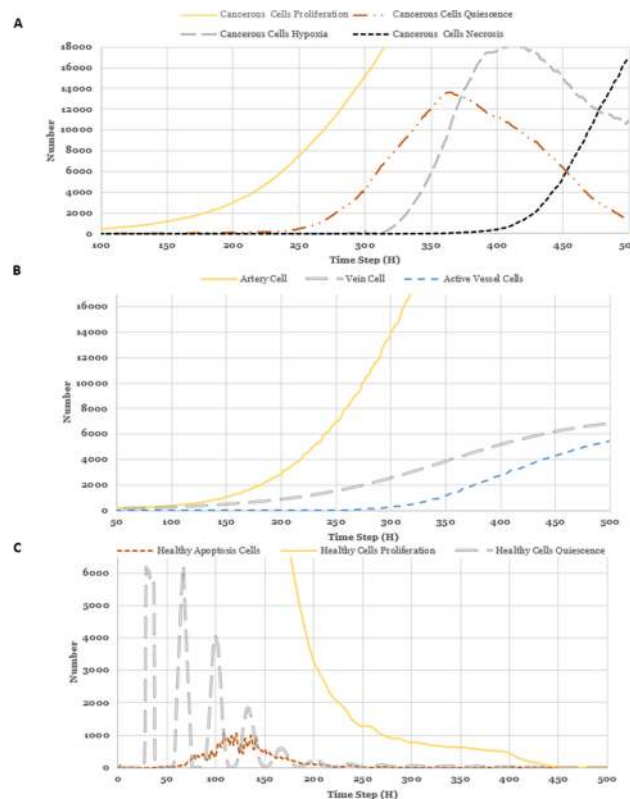 A
Cancerous Cells Proliferation Cancerous Cells Quiescence
Cancerous Cells Hypoxia Cancerous Cells Necrosis
18000
16000
14000
12000
10000
8000
6000
4000
2000
0
Number
100 150 200 250 300 350 400 450 500
Time Step (H)
B
Artery Cell Vein Cell Active Vessel Cells
16000
14000
12000
10000
8000
6000
4000
2000
0
Number
50 100 150 200 250 300 350 400 450 500
Time Step (H)
C
Healthy Apoptosis Cells Healthy Cells Proliferation Healthy Cells Quiescence
6000
5000
4000
3000
2000
1000
0
Number
0 50 100 150 200 250 300 350 400 450 500
Time Step (H)